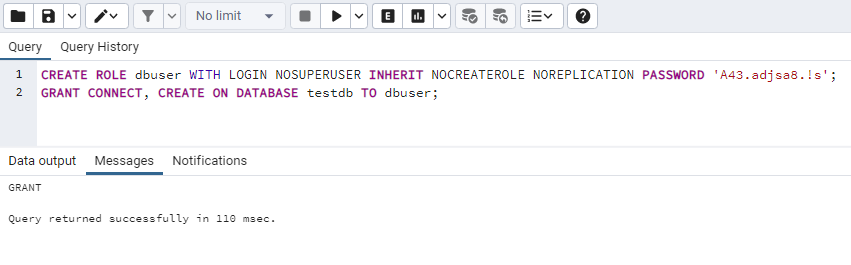 No limit
Query Query History
1 CREATE ROLE dbuser WITH LOGIN NOSUPERUSER INHERIT NOCREATEROLE NOREPLICATION PASSWORD 'A43.adjsa8.!s';
2 GRANT CONNECT, CREATE ON DATABASE testdb TO dbuser;
Data output Messages Notifications
GRANT
Query returned successfully in 110 msec.